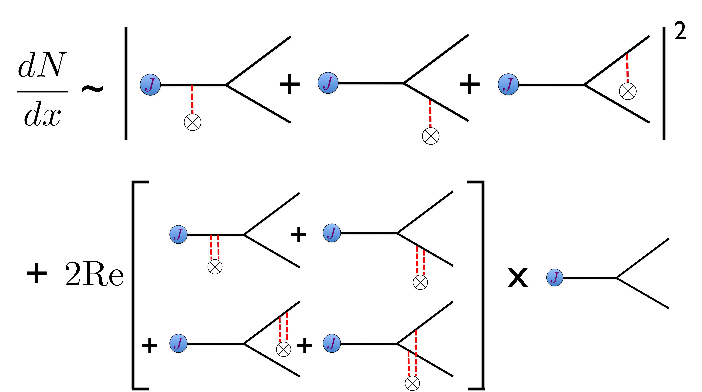 dN/dx ~ | J + J + J |²
+ 2Re [ J + J
+ J + J ] x J